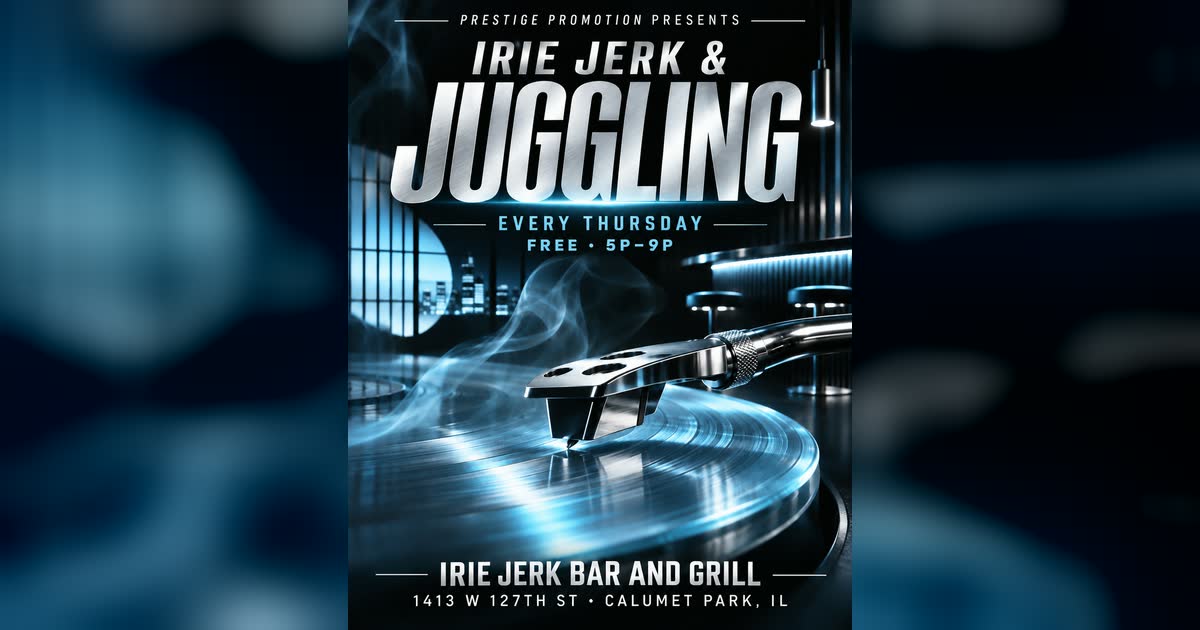 PRESTIGE PROMOTION PRESENTS
IRIE JERK &
JUGGLING
EVERY THURSDAY
FREE • 5P–9P
IRIE JERK BAR AND GRILL
1413 W 127TH ST • CALUMET PARK, IL